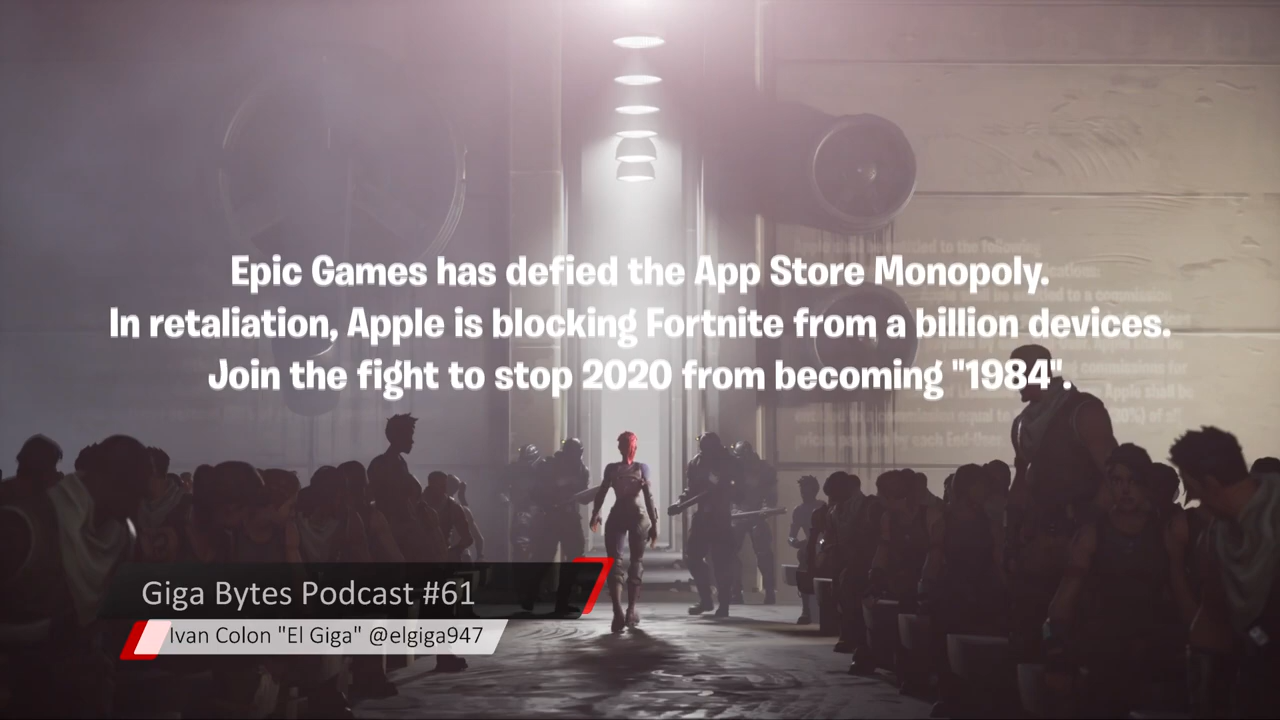 Epic Games has defied the App Store Monopoly.
In retaliation, Apple is blocking Fortnite from a billion devices.
Join the fight to stop 2020 from becoming "1984".
Giga Bytes Podcast #61
Ivan Colon "El Giga" @elgiga947